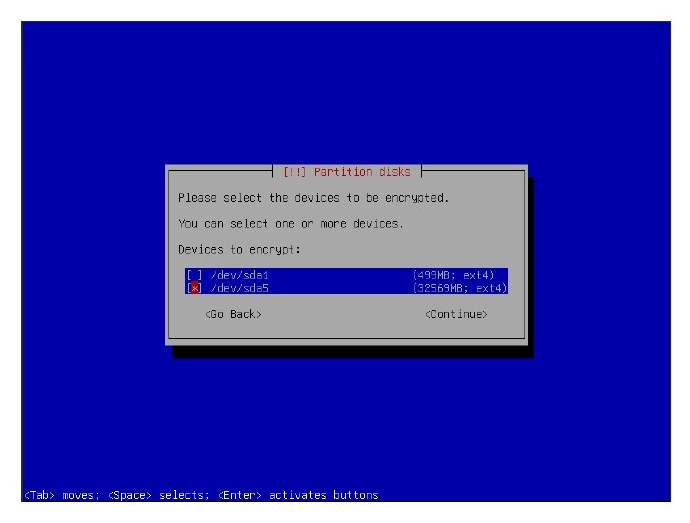 [!!] Partition disks
Please select the devices to be encrypted.
You can select one or more devices.
Devices to encrypt:
[ ] /dev/sda1 (499MB; ext4)
[*] /dev/sda5 (32569MB; ext4)
<Go Back> <Continue>
<Tab> moves; <Space> selects; <Enter> activates buttons